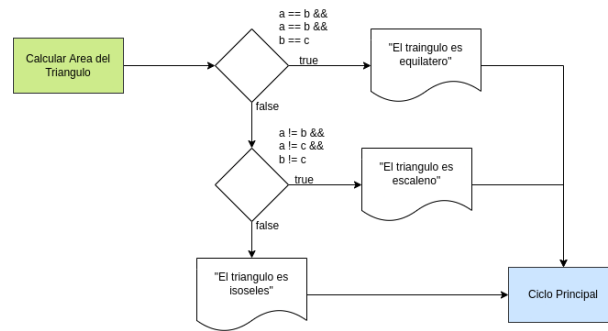 a == b &&
a == b &&
b == c
Calcular Area del
Triangulo
true
"El traingulo es
equilatero"
false
a != b &&
a != c &&
b != c
true
"El triangulo es
escaleno"
false
"El triangulo es
isoseles"
Ciclo Principal